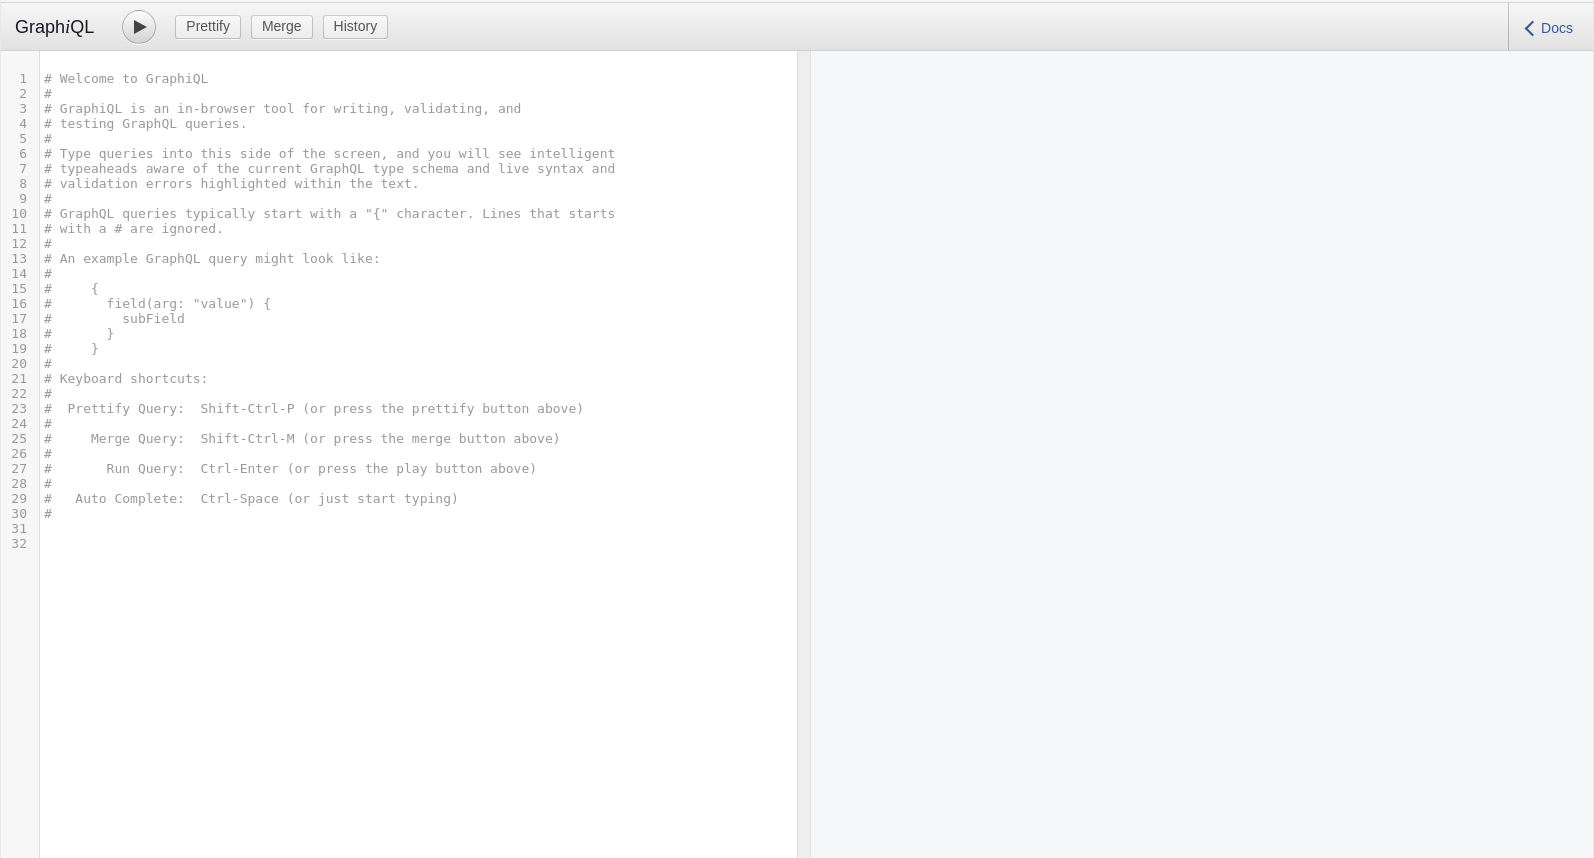 GraphiQL Prettify Merge History Docs
1 # Welcome to GraphiQL
2 #
3 # GraphiQL is an in-browser tool for writing, validating, and
4 # testing GraphQL queries.
5 #
6 # Type queries into this side of the screen, and you will see intelligent
7 # typeaheads aware of the current GraphQL type schema and live syntax and
8 # validation errors highlighted within the text.
9 #
10 # GraphQL queries typically start with a "{" character. Lines that starts
11 # with a # are ignored.
12 #
13 # An example GraphQL query might look like:
14 #
15 #     {
16 #       field(arg: "value") {
17 #         subField
18 #       }
19 #     }
20 #
21 # Keyboard shortcuts:
22 #
23 #  Prettify Query:  Shift-Ctrl-P (or press the prettify button above)
24 #
25 #     Merge Query:  Shift-Ctrl-M (or press the merge button above)
26 #
27 #       Run Query:  Ctrl-Enter (or press the play button above)
28 #
29 #   Auto Complete:  Ctrl-Space (or just start typing)
30 #
31
32